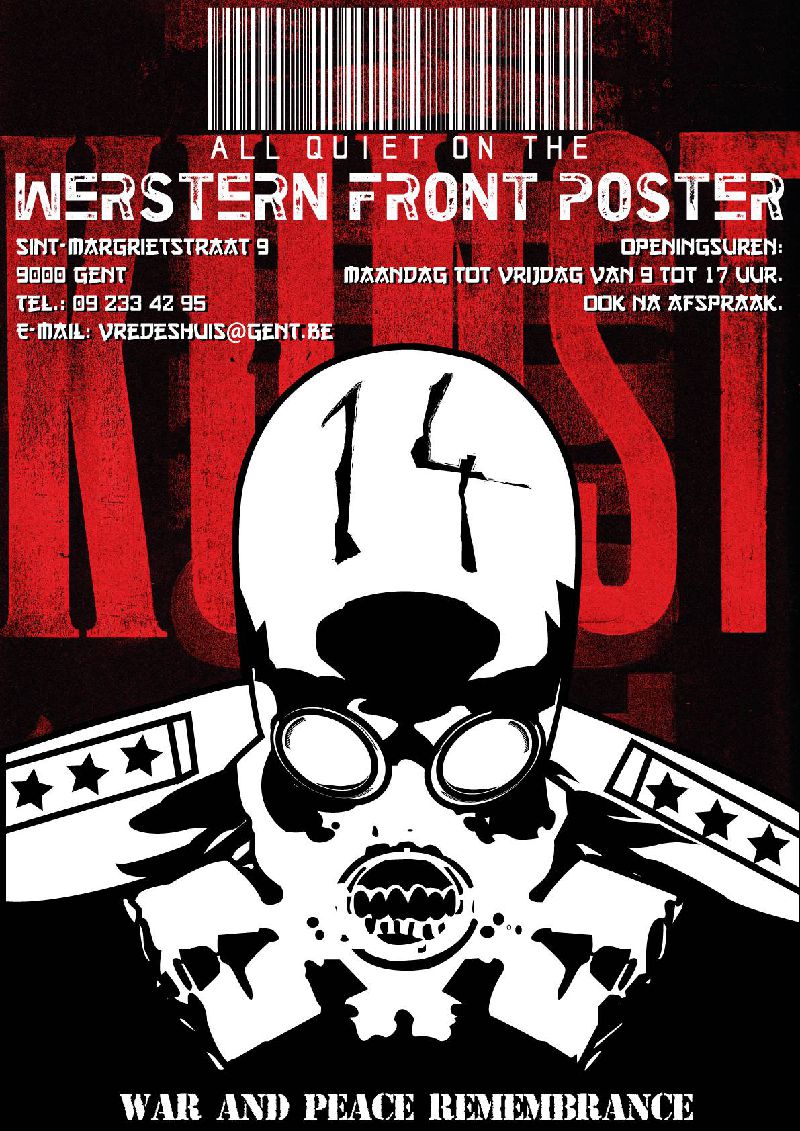 ALL QUIET ON THE
WERSTERN FRONT POSTER
SINT-MARGRIETSTRAAT 9
9000 GENT
TEL.: 09 233 42 95
E-MAIL: VREDESHUIS@GENT.BE
OPENINGSUREN:
MAANDAG TOT VRIJDAG VAN 9 TOT 17 UUR.
OOK NA AFSPRAAK.
KUNST
14
WAR AND PEACE REMEMBRANCE